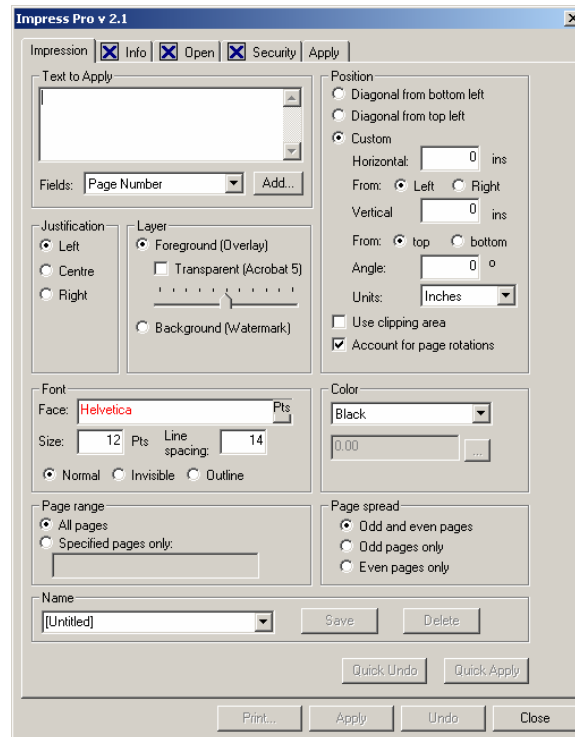 Impress Pro v 2.1
Impression Info Open Security Apply
Text to Apply
Fields: Page Number Add...
Position
Diagonal from bottom left
Diagonal from top left
Custom
Horizontal: 0 ins
From: Left Right
Vertical 0 ins
From: top bottom
Angle: 0 o
Units: Inches
Use clipping area
Account for page rotations
Justification
Left
Centre
Right
Layer
Foreground (Overlay)
Transparent (Acrobat 5)
Background (Watermark)
Font
Face: Helvetica Pts
Size: 12 Pts Line spacing: 14
Normal Invisible Outline
Color
Black
0.00 ...
Page range
All pages
Specified pages only:
Page spread
Odd and even pages
Odd pages only
Even pages only
Name
[Untitled] Save Delete
Quick Undo Quick Apply
Print... Apply Undo Close